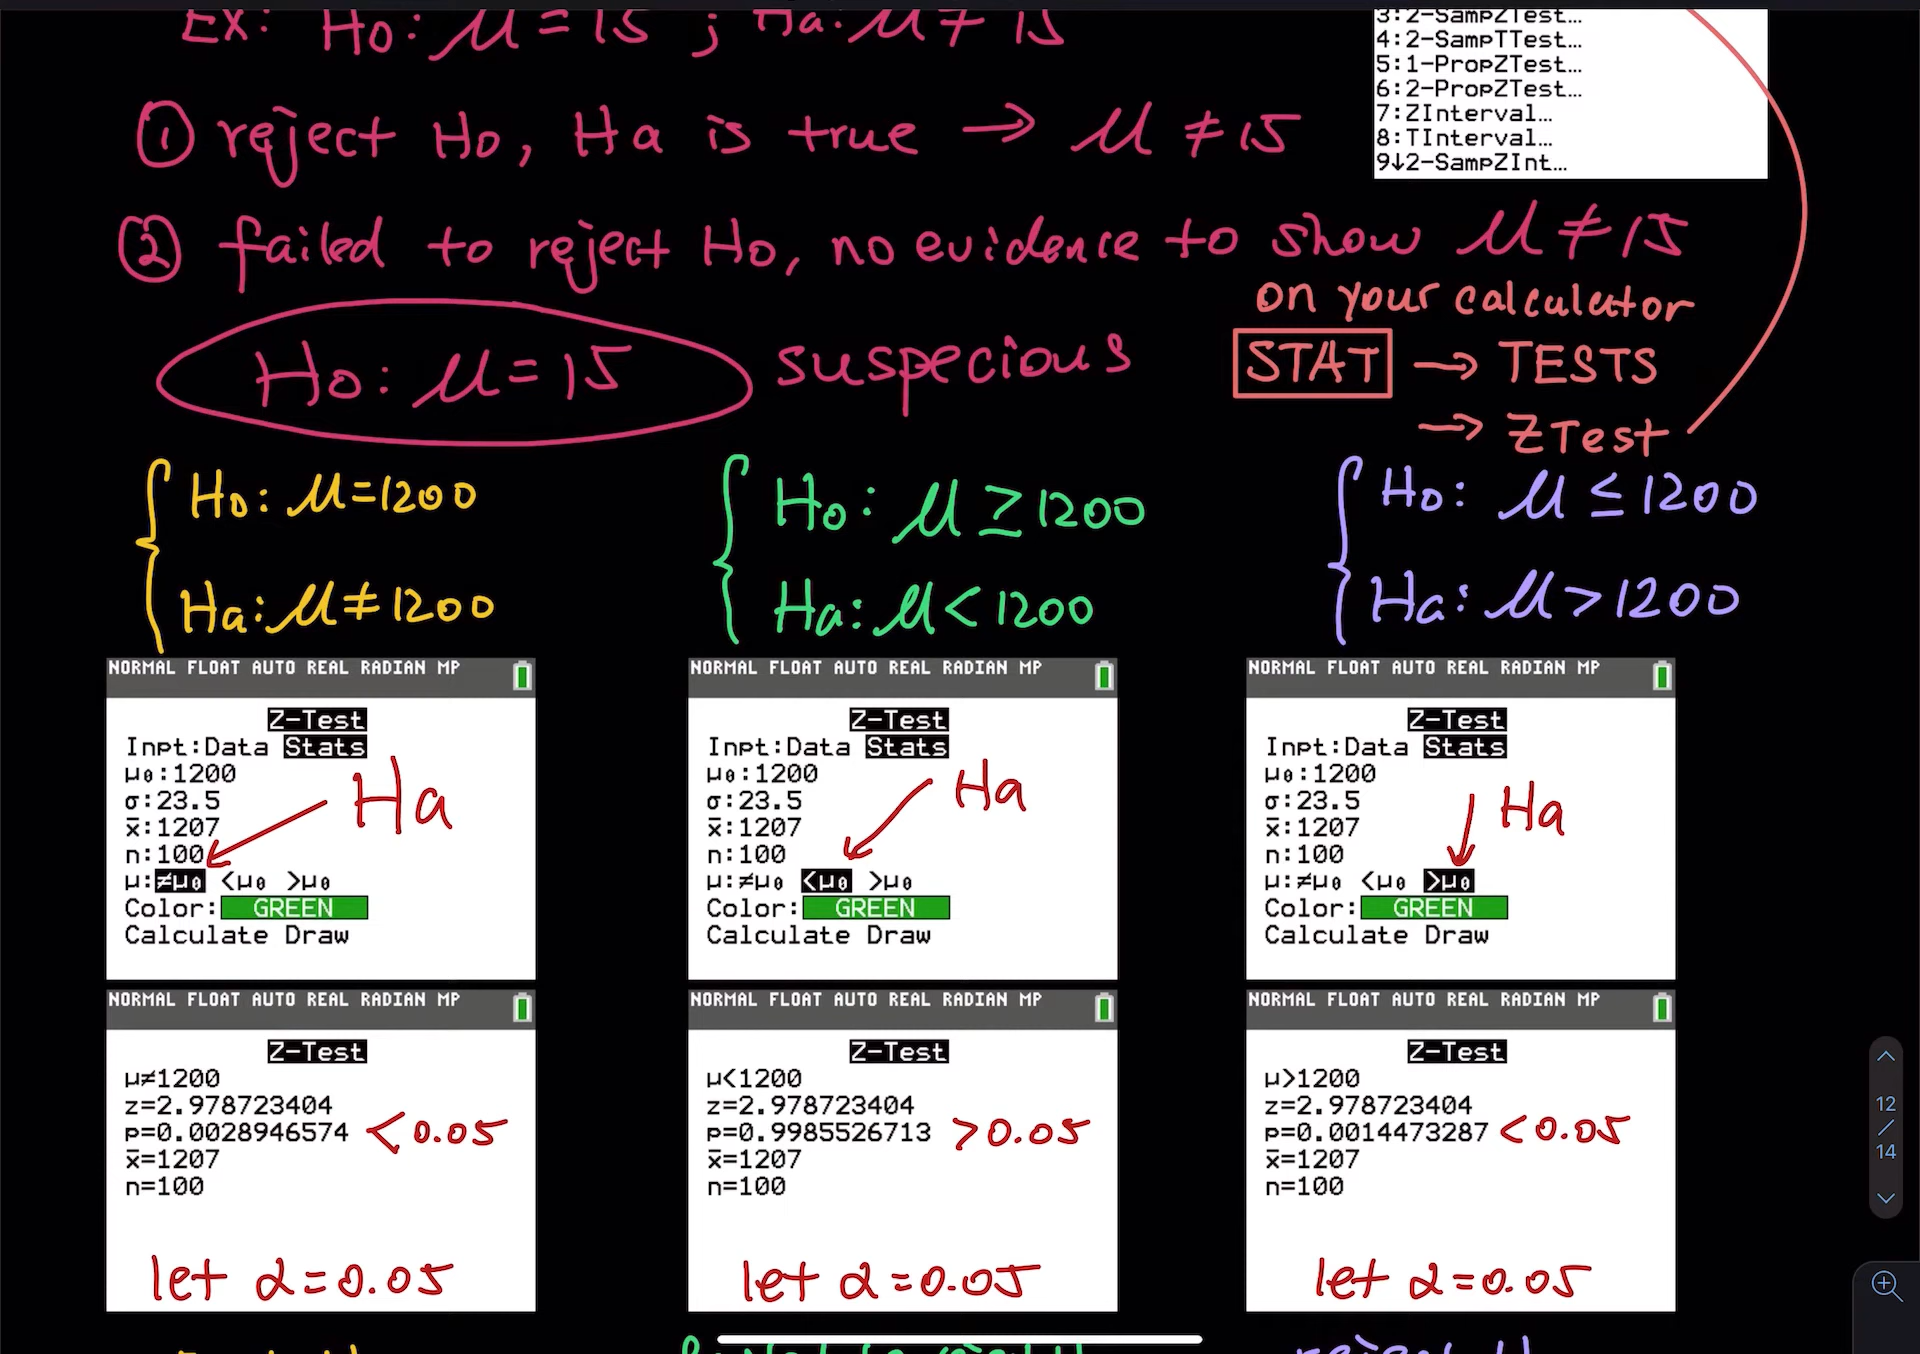 Ex: Ho: μ = 15 ; Ha: μ ≠ 15
3:2-SampZTest…
4:2-SampTTest…
5:1-PropZTest…
6:2-PropZTest…
7:ZInterval…
8:TInterval…
9↓2-SampZInt…
① reject Ho, Ha is true → μ ≠ 15
② failed to reject Ho, no evidence to show μ ≠ 15
Ho: μ = 15 suspecious
on your calculator
STAT → TESTS
→ ZTest
Ho: μ = 1200
Ha: μ ≠ 1200
Ho: μ ≥ 1200
Ha: μ < 1200
Ho: μ ≤ 1200
Ha: μ > 1200
NORMAL FLOAT AUTO REAL RADIAN MP
Z-Test
Inpt:Data Stats
μ₀:1200
σ:23.5
x̄:1207
n:100
μ:≠μ₀ <μ₀ >μ₀
Color: GREEN
Calculate Draw
Ha
NORMAL FLOAT AUTO REAL RADIAN MP
Z-Test
Inpt:Data Stats
μ₀:1200
σ:23.5
x̄:1207
n:100
μ:≠μ₀ <μ₀ >μ₀
Color: GREEN
Calculate Draw
Ha
NORMAL FLOAT AUTO REAL RADIAN MP
Z-Test
Inpt:Data Stats
μ₀:1200
σ:23.5
x̄:1207
n:100
μ:≠μ₀ <μ₀ >μ₀
Color: GREEN
Calculate Draw
Ha
NORMAL FLOAT AUTO REAL RADIAN MP
Z-Test
μ≠1200
z=2.978723404
p=0.0028946574 < 0.05
x̄=1207
n=100
let α = 0.05
NORMAL FLOAT AUTO REAL RADIAN MP
Z-Test
μ<1200
z=2.978723404
p=0.9985526713 > 0.05
x̄=1207
n=100
let α = 0.05
NORMAL FLOAT AUTO REAL RADIAN MP
Z-Test
μ>1200
z=2.978723404
p=0.0014473287 < 0.05
x̄=1207
n=100
let α = 0.05
12
/
14